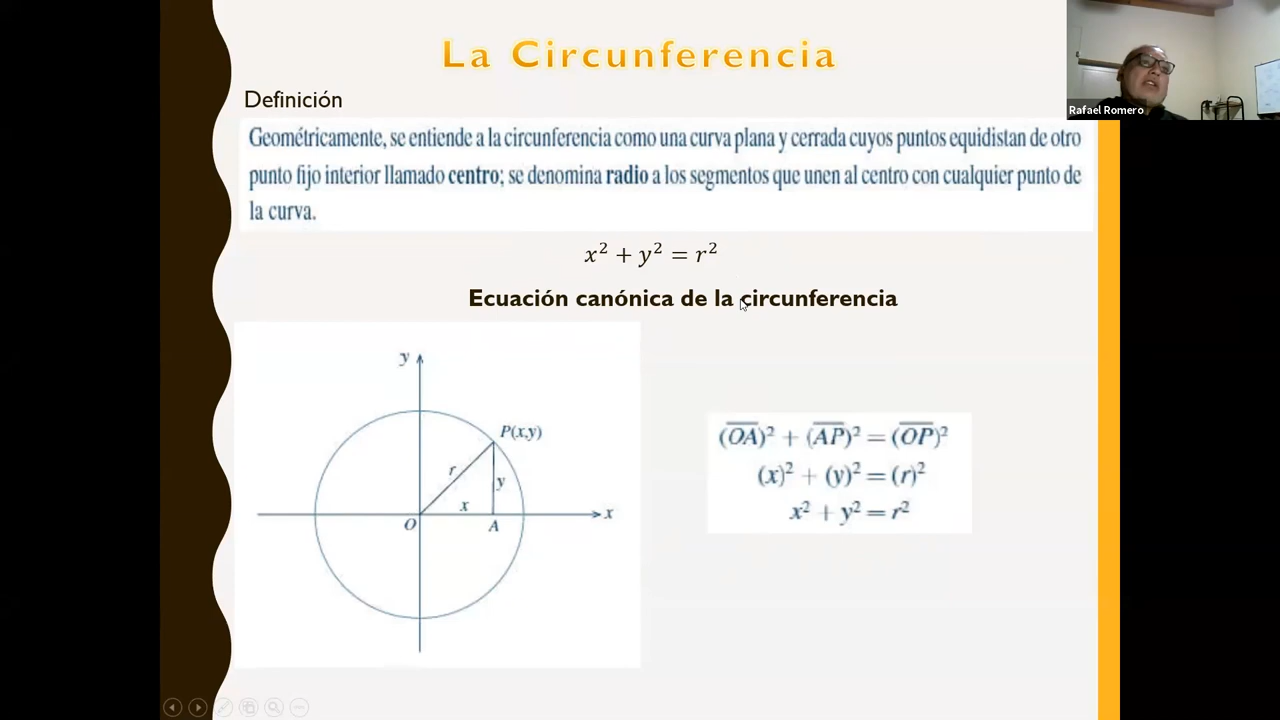 La Circunferencia
Rafael Romero
Definición
Geométricamente, se entiende a la circunferencia como una curva plana y cerrada cuyos puntos equidistan de otro
punto fijo interior llamado centro; se denomina radio a los segmentos que unen al centro con cualquier punto de
la curva.
x² + y² = r²
Ecuación canónica de la circunferencia
y
P(x,y)
r
y
x
x
O
A
(O̅A̅)² + (A̅P̅)² = (O̅P̅)²
(x)² + (y)² = (r)²
x² + y² = r²